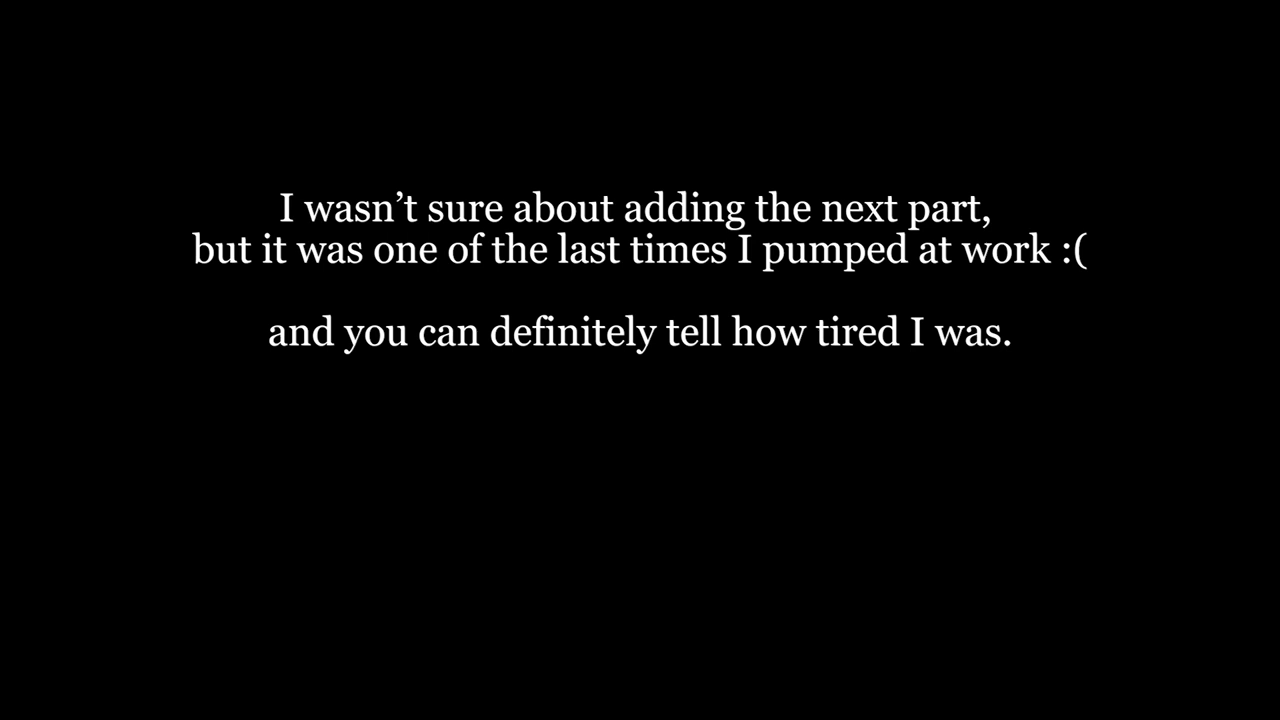 I wasn’t sure about adding the next part,
but it was one of the last times I pumped at work :(
and you can definitely tell how tired I was.